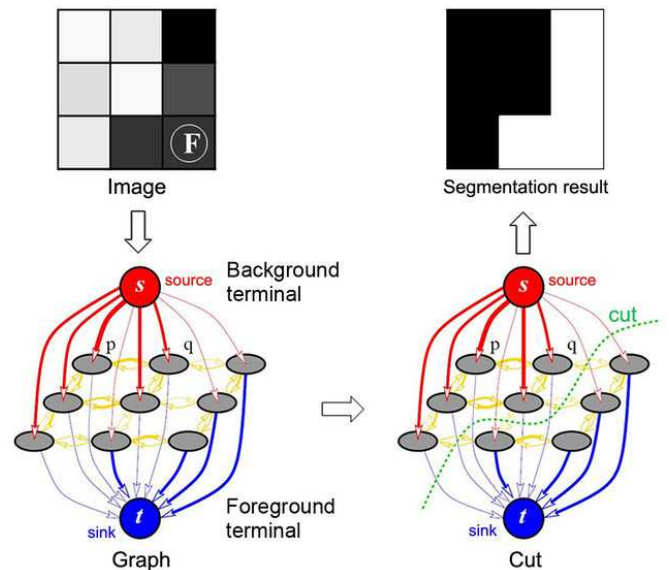 F
Image
Segmentation result
s
source
Background
terminal
p
q
t
sink
Foreground
terminal
Graph
s
source
cut
p
q
t
sink
Cut